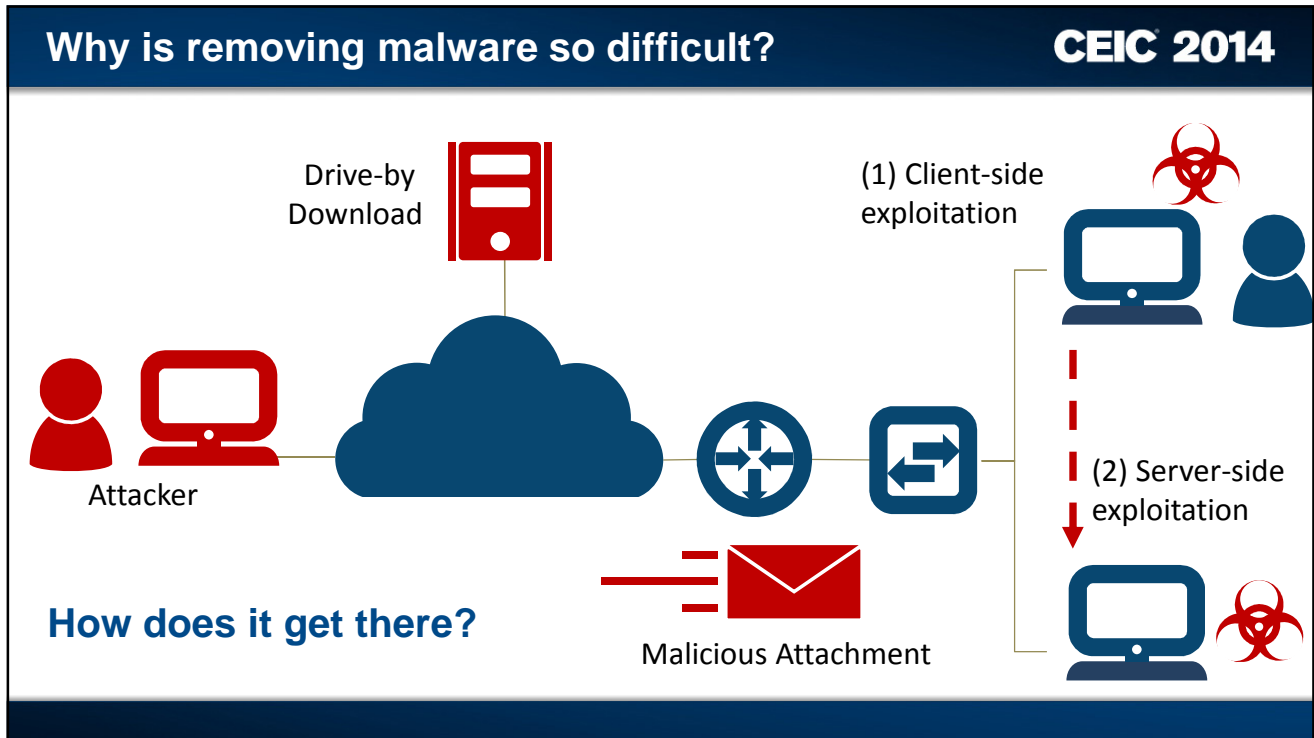 Why is removing malware so difficult?
CEIC® 2014
Drive-by
Download
(1) Client-side
exploitation
Attacker
(2) Server-side
exploitation
How does it get there?
Malicious Attachment